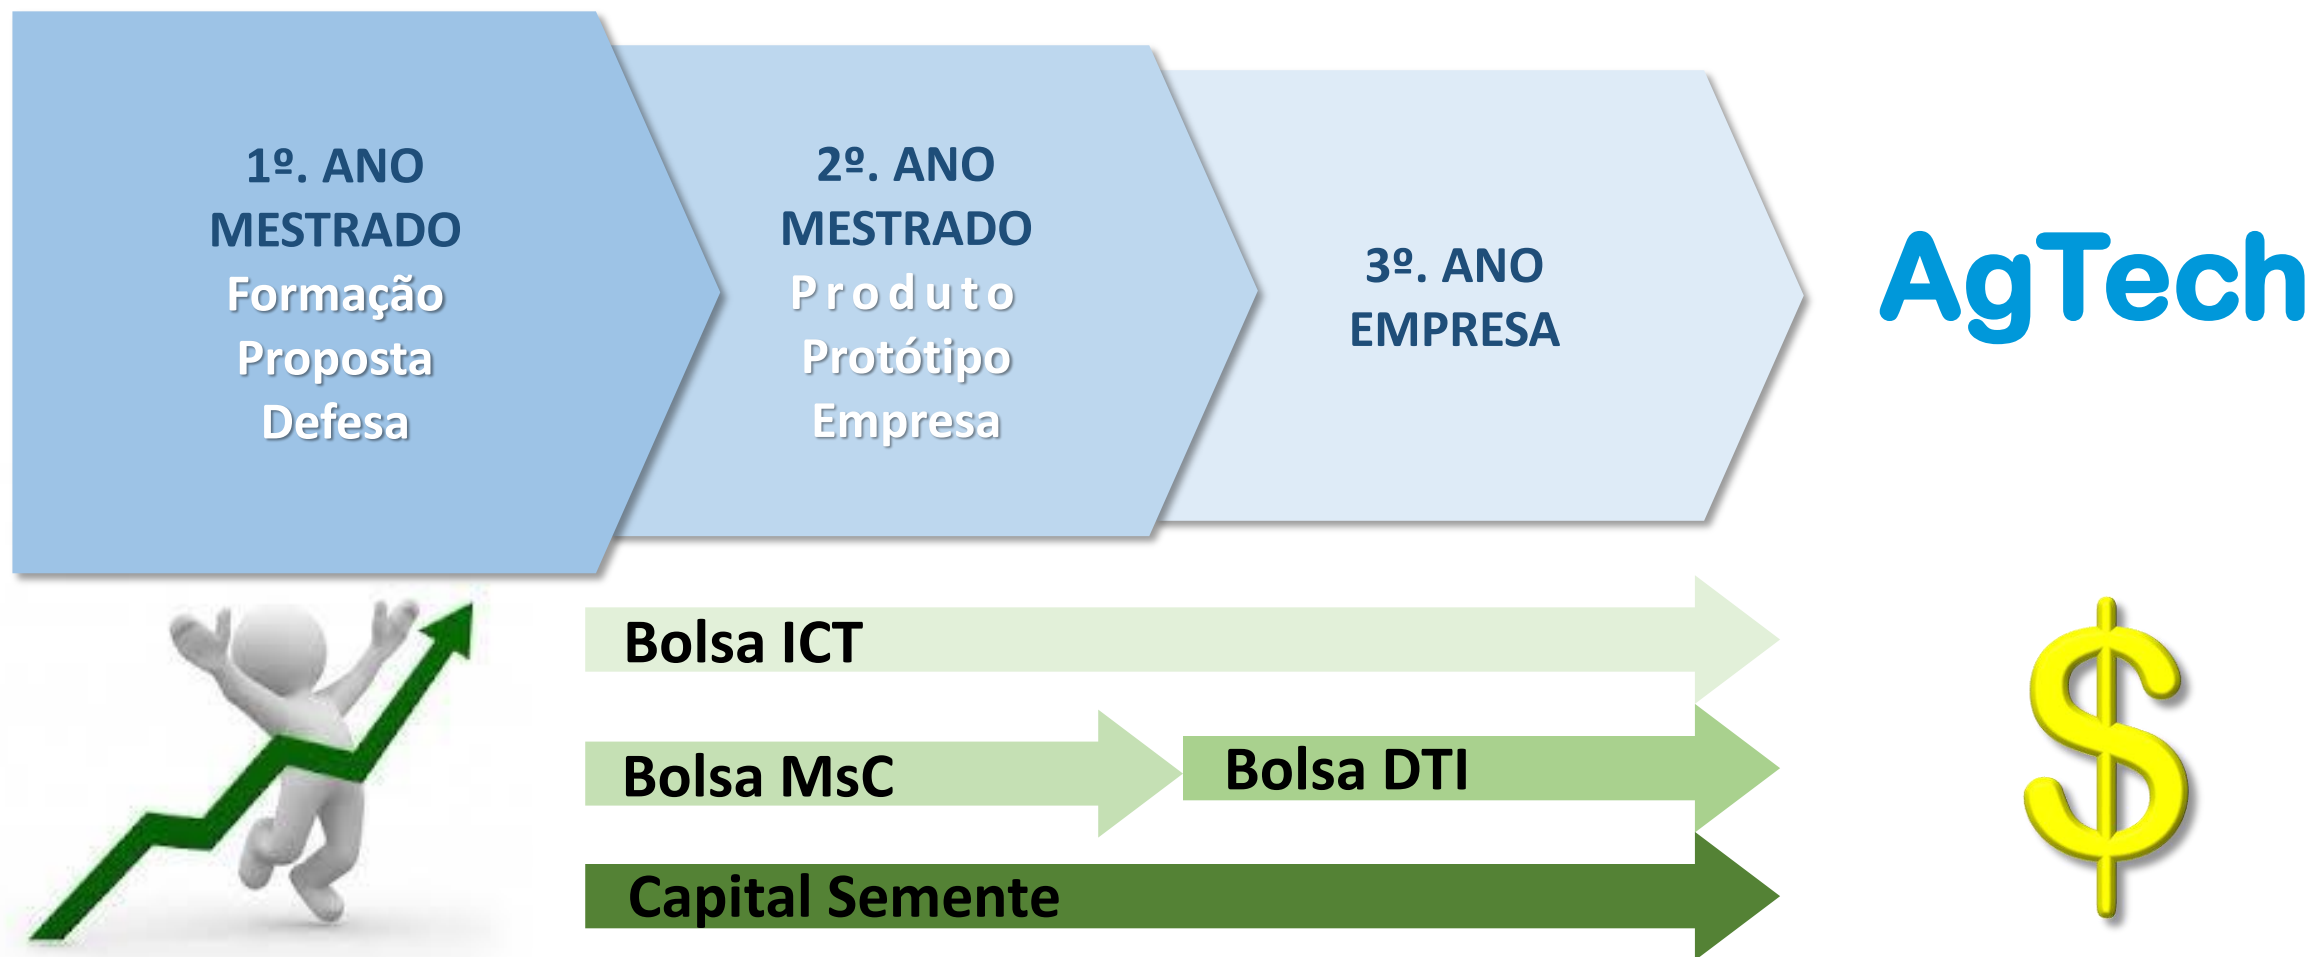 1º. ANO
MESTRADO
Formação
Proposta
Defesa
2º. ANO
MESTRADO
Produto
Protótipo
Empresa
3º. ANO
EMPRESA
AgTech
Bolsa ICT
Bolsa MsC
Bolsa DTI
Capital Semente
$